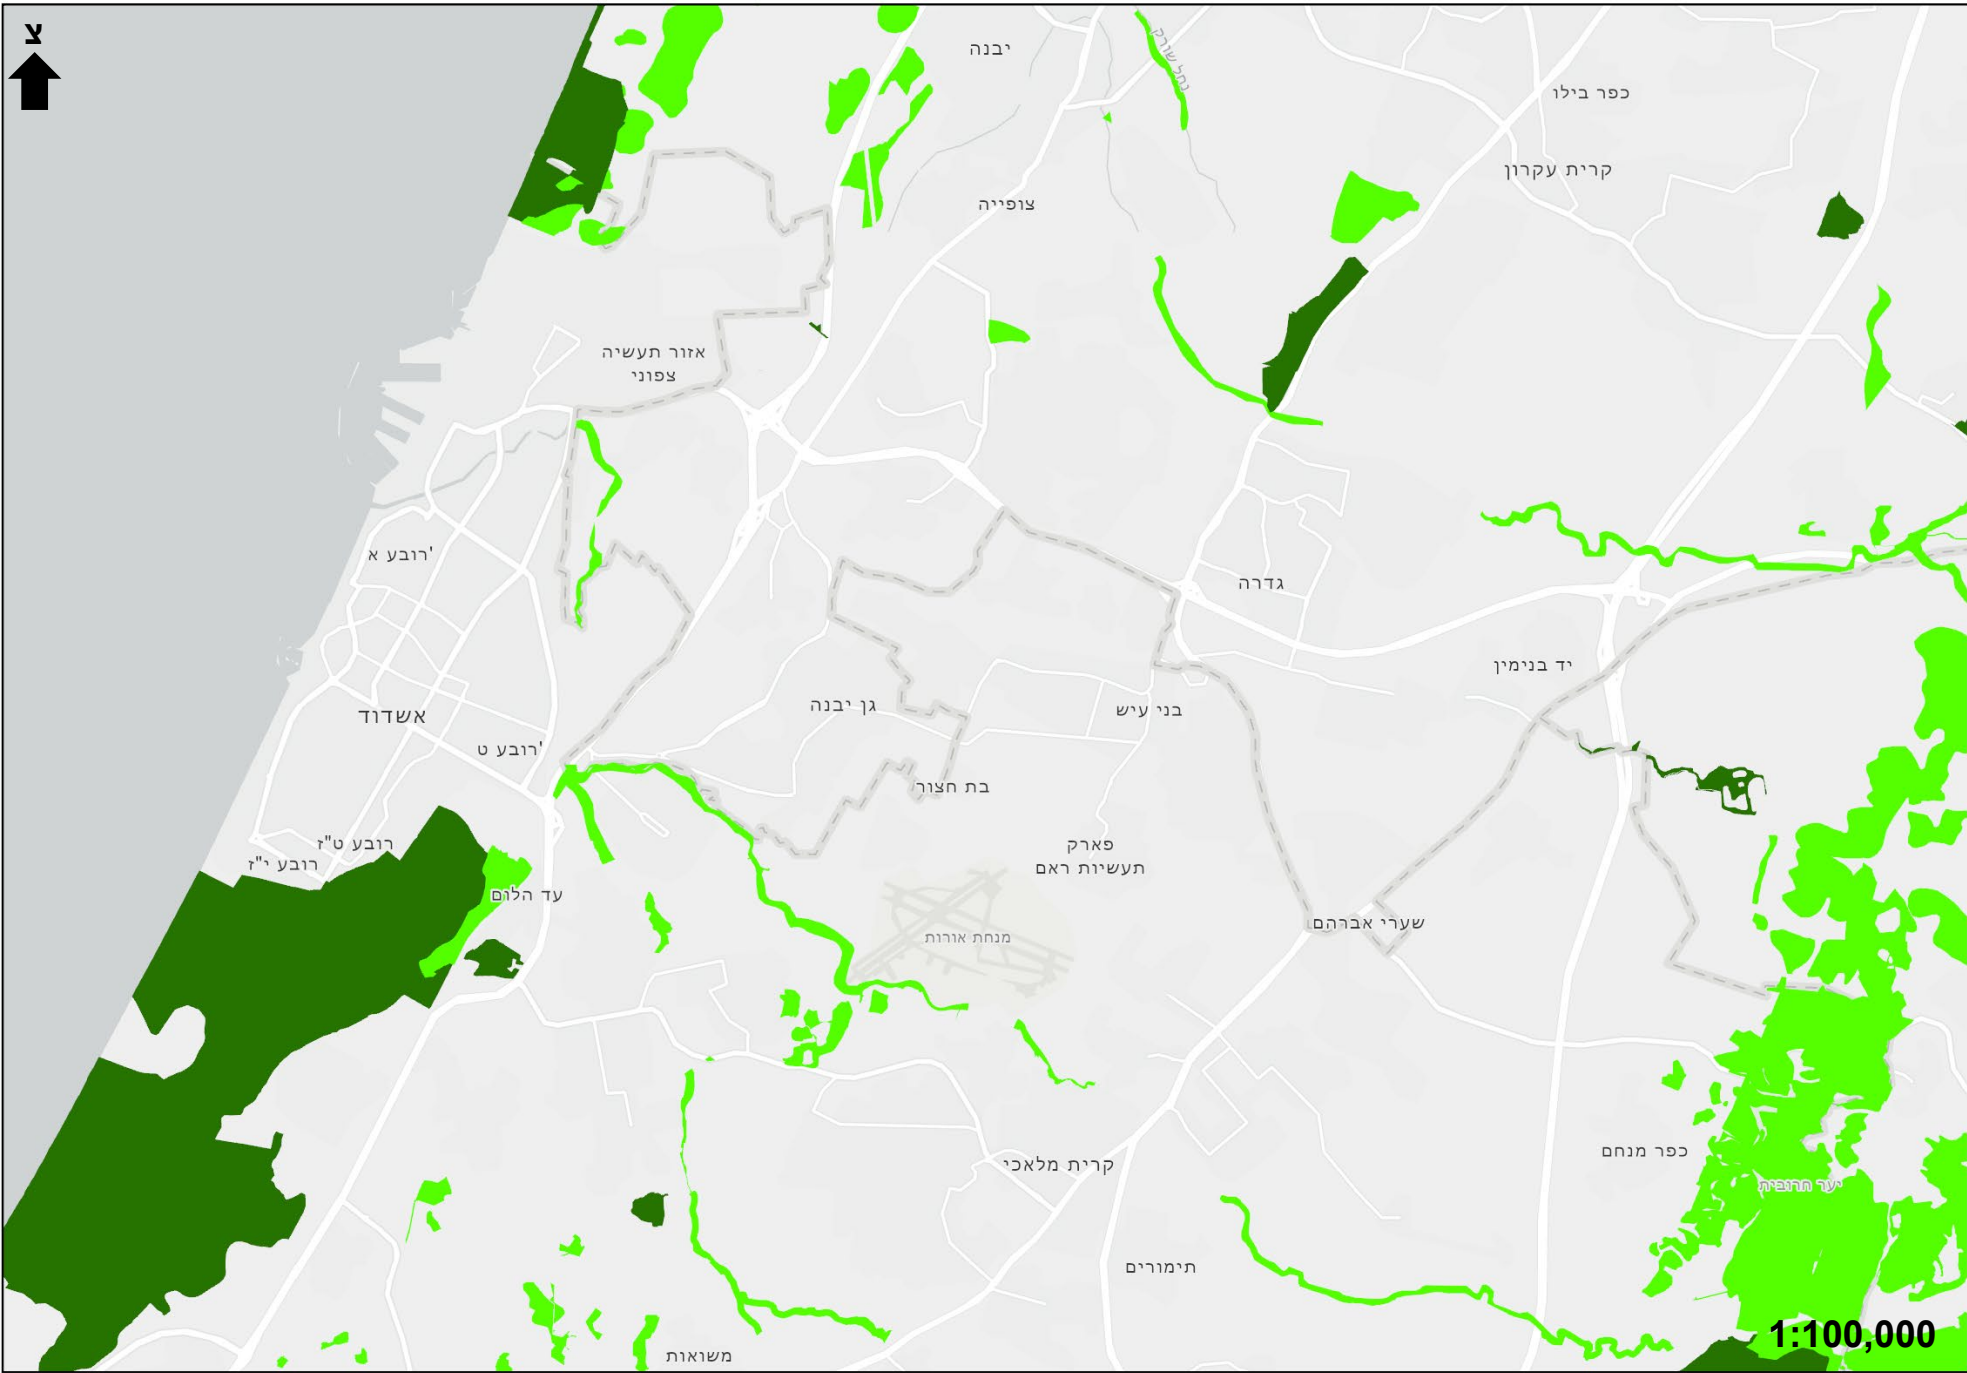 צ
יבנה
נחל שורק
כפר בילו
קרית עקרון
צופייה
אזור תעשיה
צפוני
רובע א'
גדרה
יד בנימין
גן יבנה
בני עיש
אשדוד
רובע ט'
בת חצור
רובע ט"ז
רובע י"ז
פארק
תעשיות ראם
עד הלום
שערי אברהם
מנחת אורות
כפר מנחם
קרית מלאכי
יער חרובית
תימורים
1:100,000
משואות